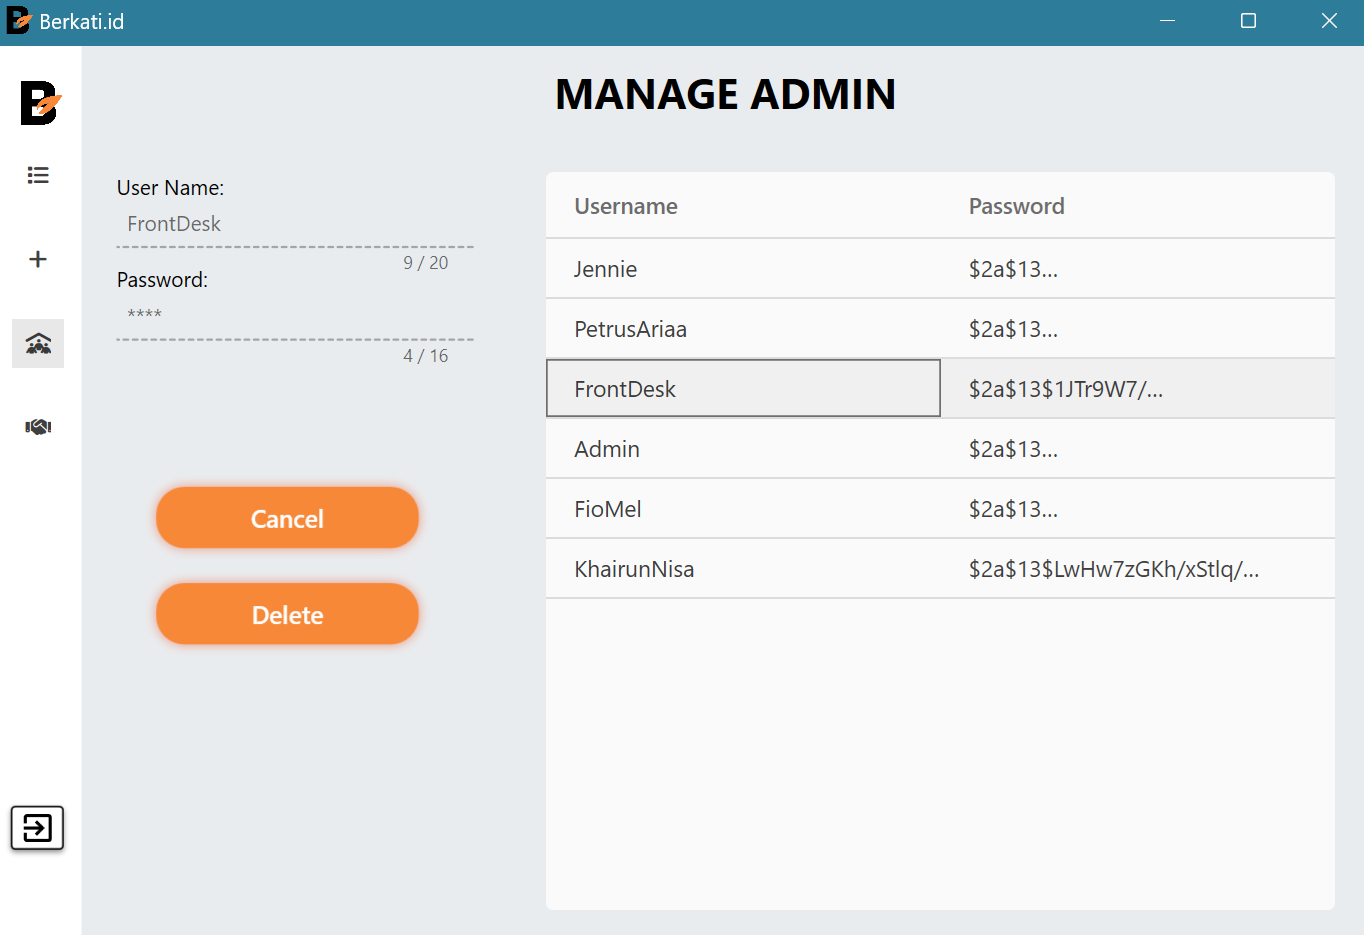 Berkati.id
MANAGE ADMIN
User Name:
FrontDesk
9 / 20
Password:
****
4 / 16
Cancel
Delete
Username Password
Jennie $2a$13...
PetrusAriaa $2a$13...
FrontDesk $2a$13$1JTr9W7/...
Admin $2a$13...
FioMel $2a$13...
KhairunNisa $2a$13$LwHw7zGKh/xStlq/...